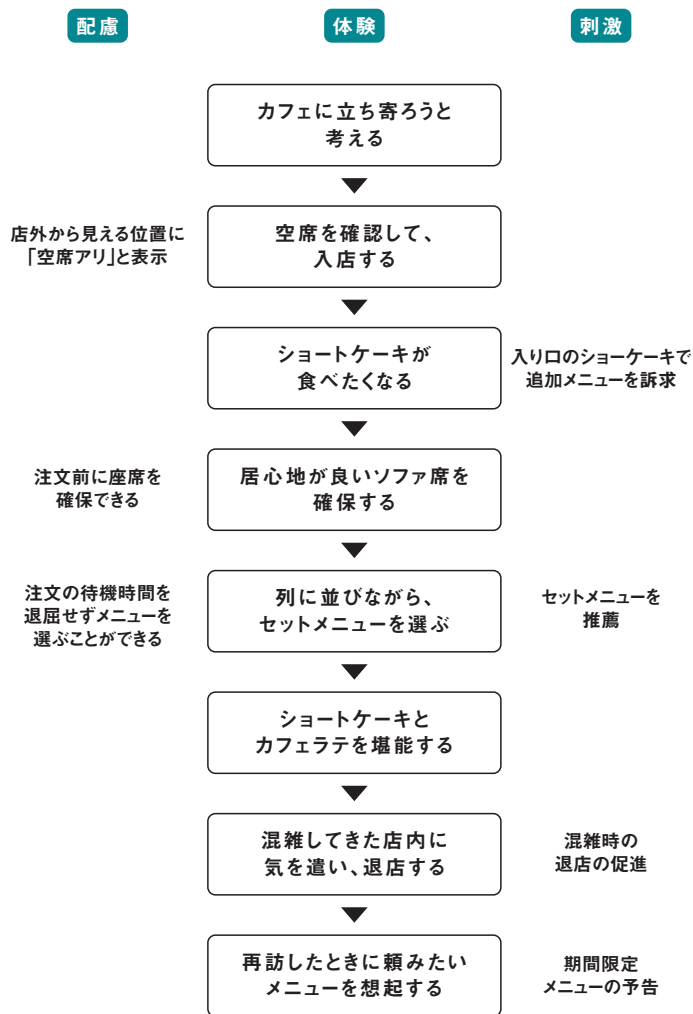 配慮
体験
刺激
カフェに立ち寄ろうと
考える
店外から見える位置に
「空席アリ」と表示
空席を確認して、
入店する
ショートケーキが
食べたくなる
入り口のショーケーキで
追加メニューを訴求
注文前に座席を
確保できる
居心地が良いソファ席を
確保する
注文の待機時間を
退屈せずメニューを
選ぶことができる
列に並びながら、
セットメニューを選ぶ
セットメニューを
推薦
ショートケーキと
カフェラテを堪能する
混雑してきた店内に
気を遣い、退店する
混雑時の
退店の促進
再訪したときに頼みたい
メニューを想起する
期間限定
メニューの予告